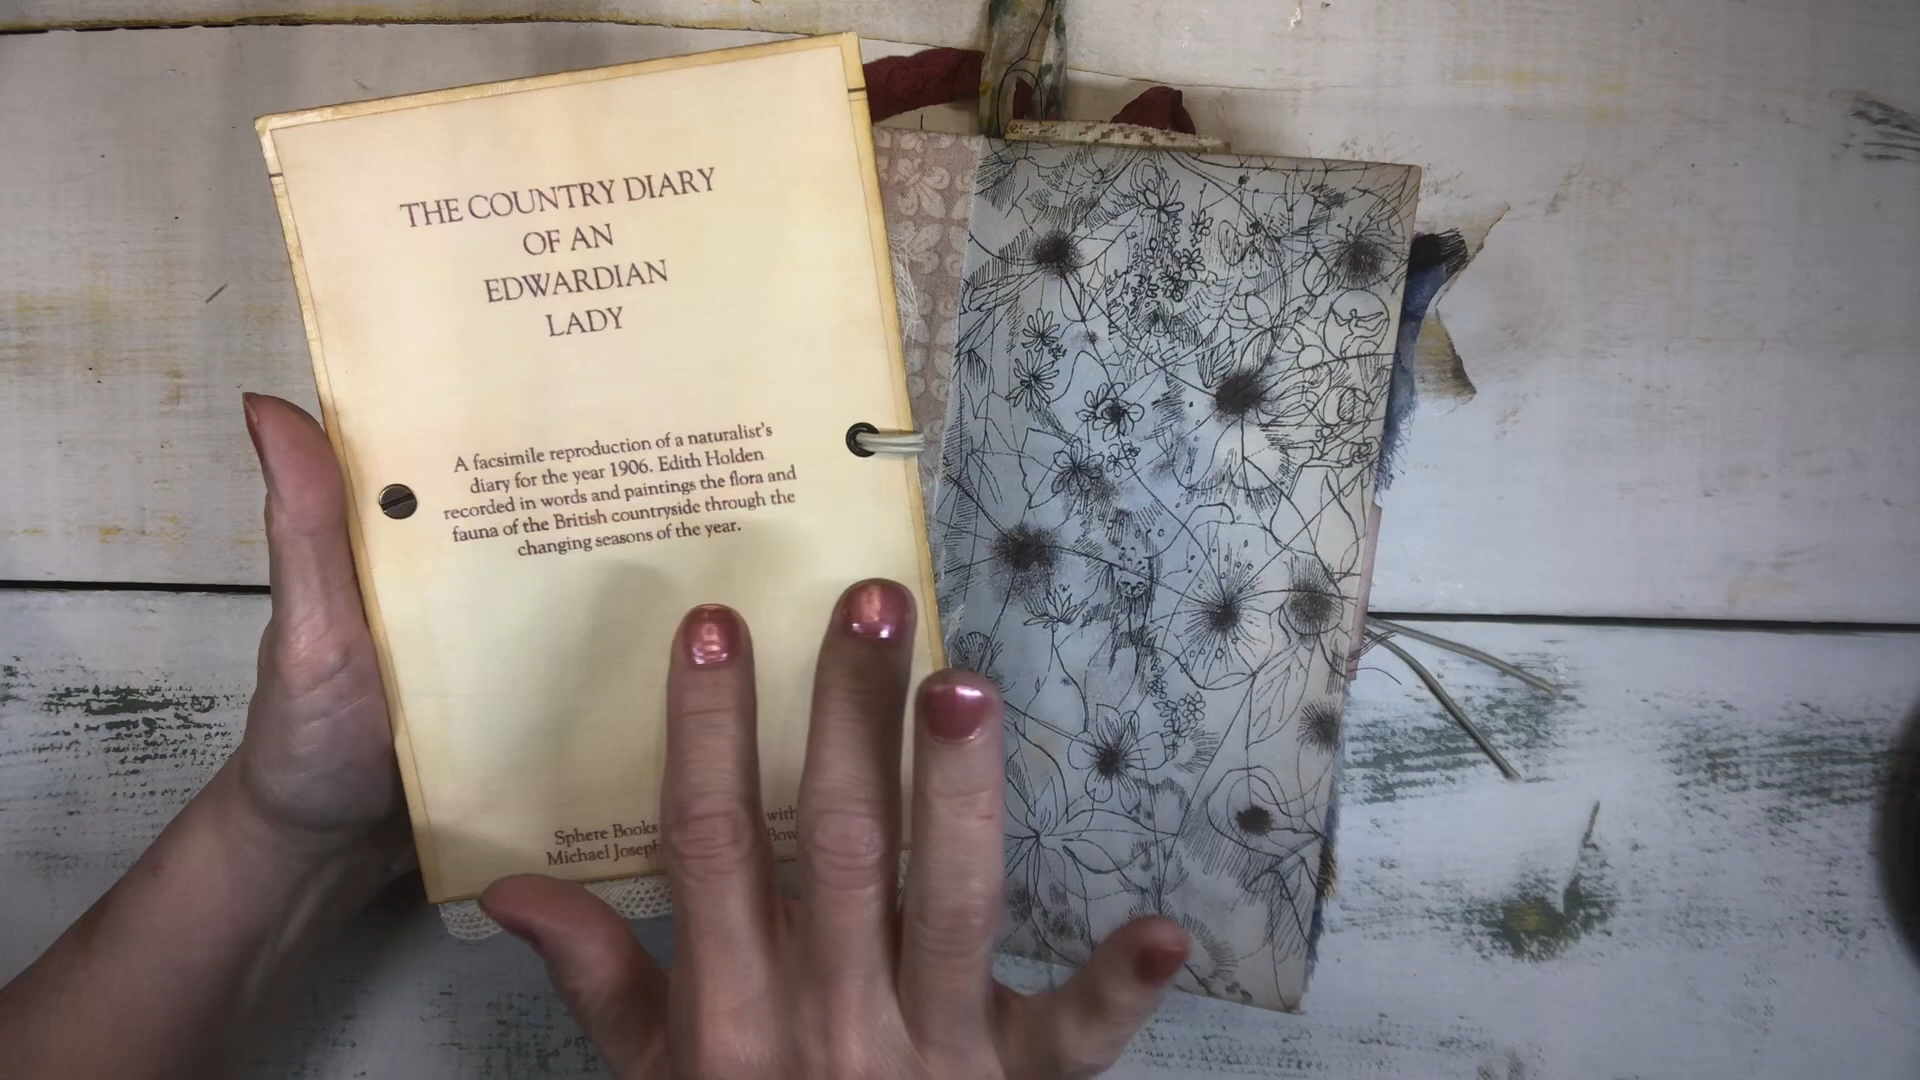 THE COUNTRY DIARY
OF AN
EDWARDIAN
LADY
A facsimile reproduction of a naturalist's
diary for the year 1906. Edith Holden
recorded in words and paintings the flora and
fauna of the British countryside through the
changing seasons of the year.
Sphere Books with
Michael Joseph